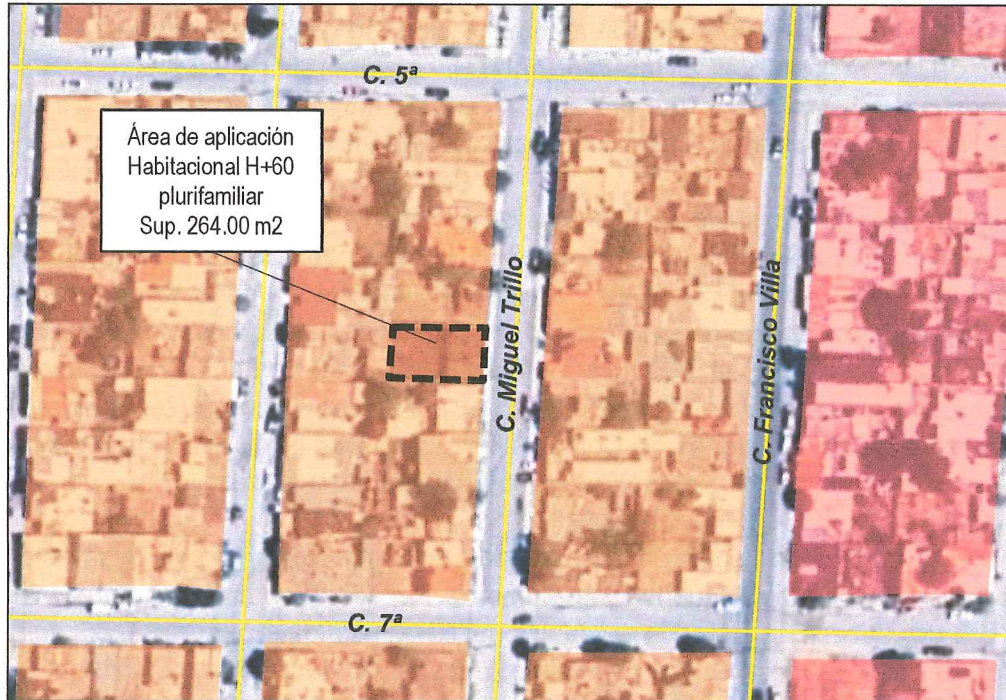 C. 5ª
Área de aplicación
Habitacional H+60
plurifamiliar
Sup. 264.00 m2
C. Miguel Trillo
C. Francisco Villa
C. 7ª